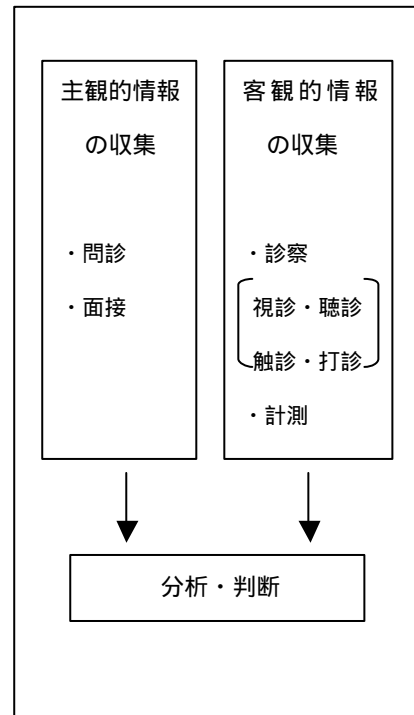 主観的情報
の収集
・問診
・面接
客観的情報
の収集
・診察
視診・聴診
触診・打診
・計測
分析・判断